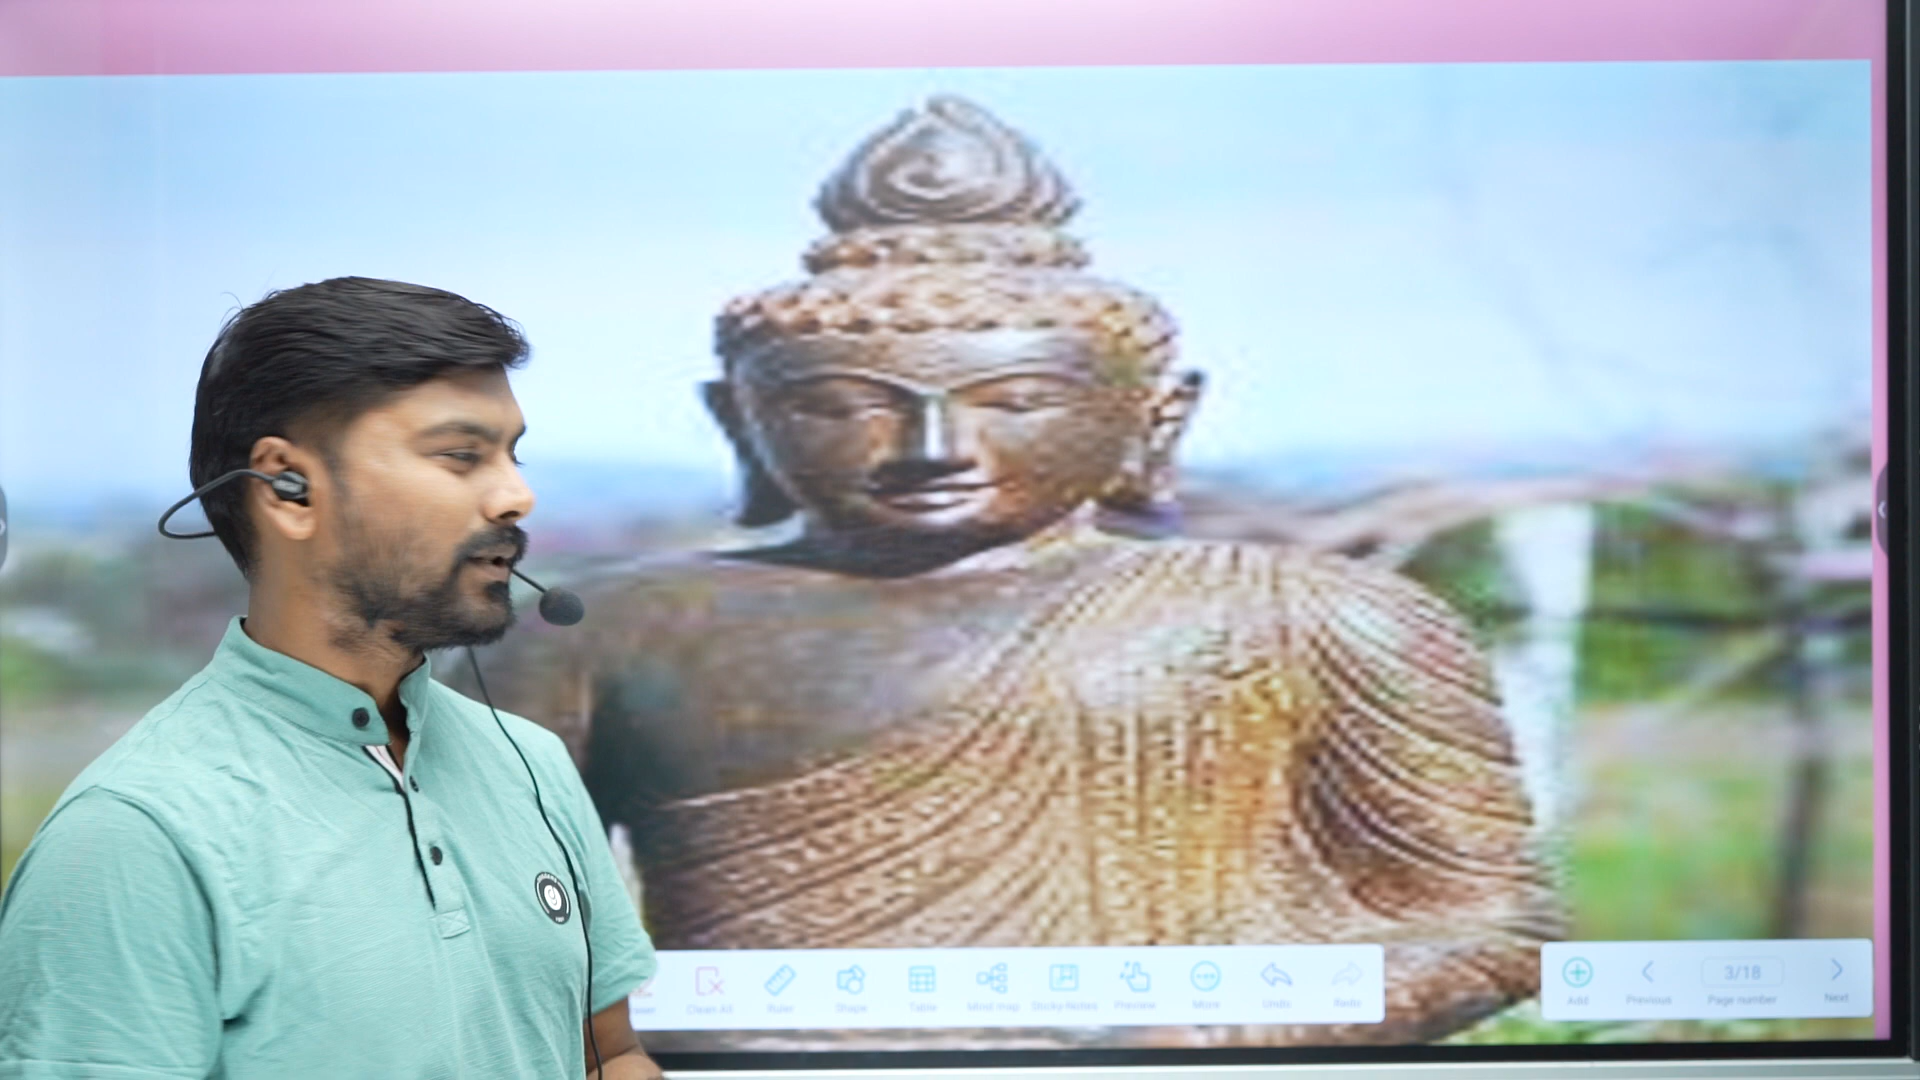 Clean All
Ruler
Shape
Table
Mind map
Sticky Notes
Preview
More
Undo
Redo
Add
Previous
3/18
Page number
Next